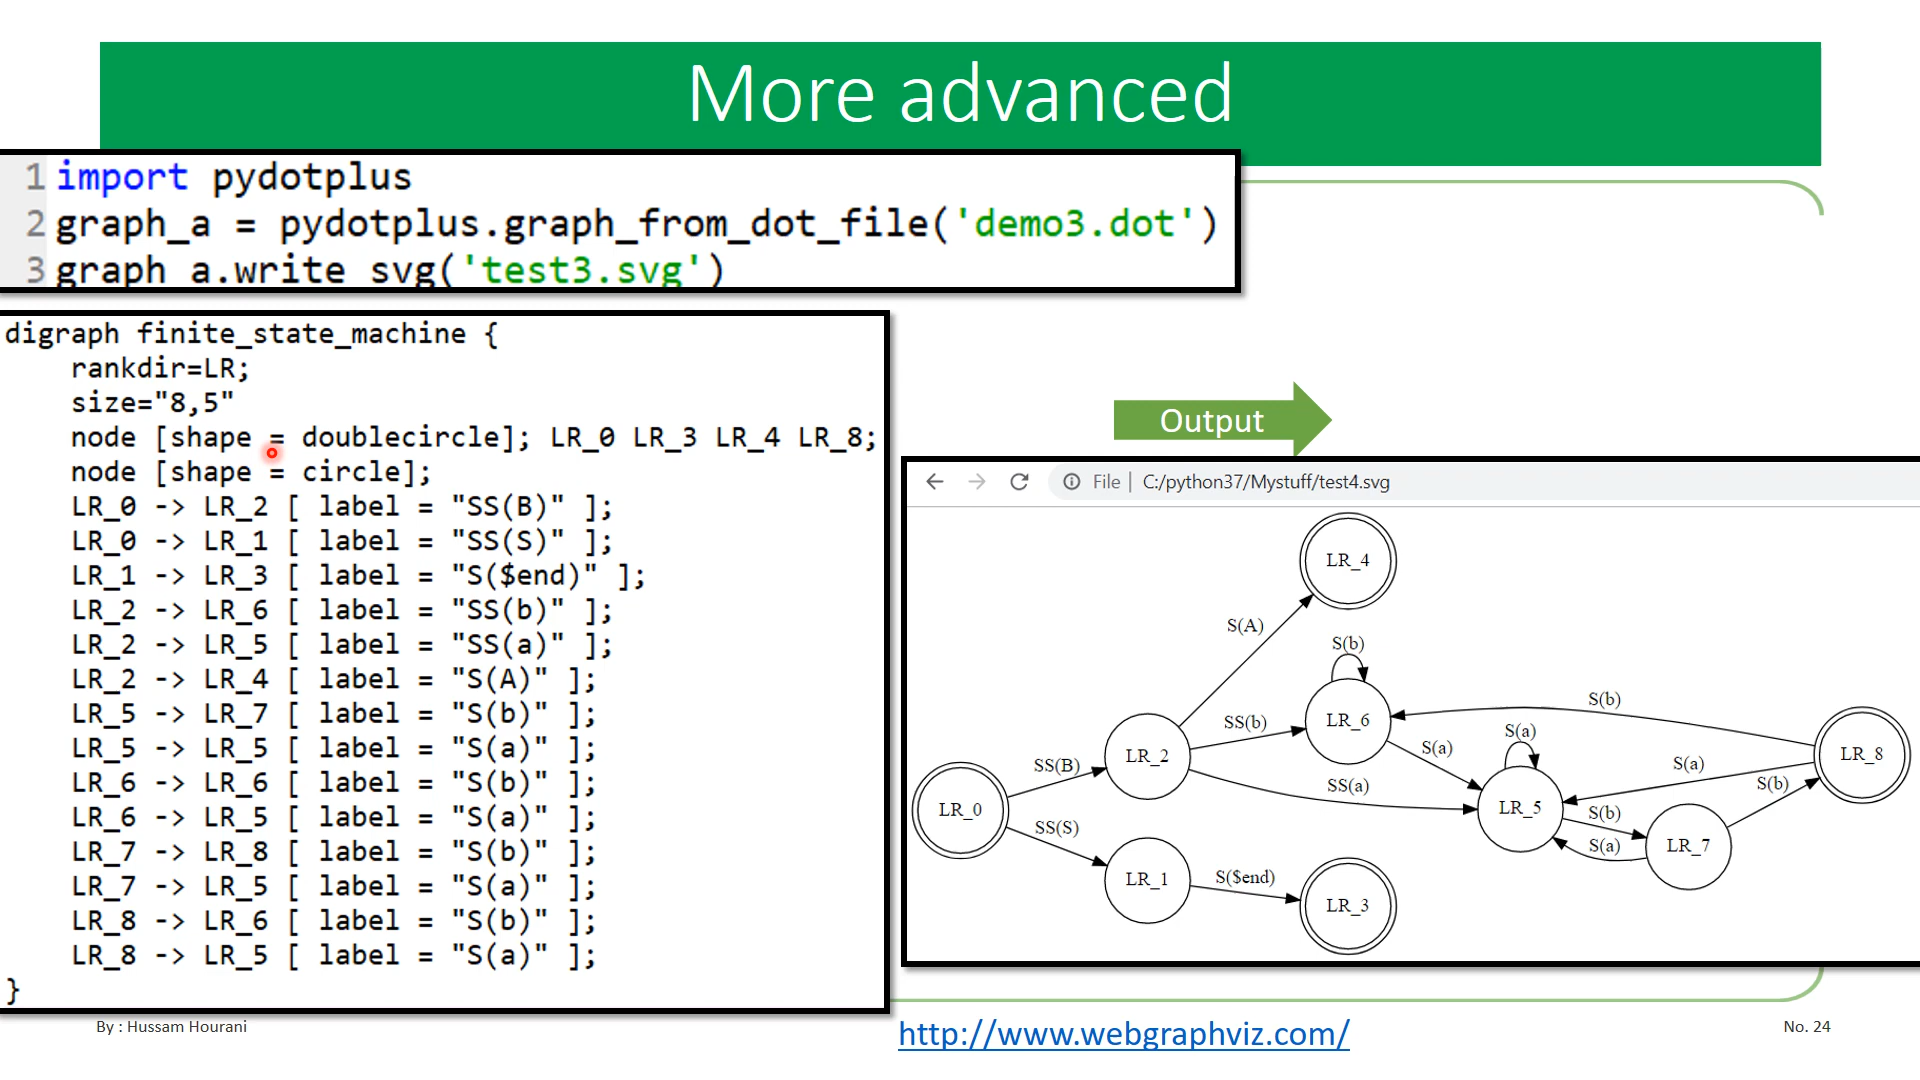 More advanced
1 import pydotplus
2 graph_a = pydotplus.graph_from_dot_file('demo3.dot')
3 graph a.write svg('test3.svg')
digraph finite_state_machine {
    rankdir=LR;
    size="8,5"
    node [shape = doublecircle]; LR_0 LR_3 LR_4 LR_8;
    node [shape = circle];
    LR_0 -> LR_2 [ label = "SS(B)" ];
    LR_0 -> LR_1 [ label = "SS(S)" ];
    LR_1 -> LR_3 [ label = "S($end)" ];
    LR_2 -> LR_6 [ label = "SS(b)" ];
    LR_2 -> LR_5 [ label = "SS(a)" ];
    LR_2 -> LR_4 [ label = "S(A)" ];
    LR_5 -> LR_7 [ label = "S(b)" ];
    LR_5 -> LR_5 [ label = "S(a)" ];
    LR_6 -> LR_6 [ label = "S(b)" ];
    LR_6 -> LR_5 [ label = "S(a)" ];
    LR_7 -> LR_8 [ label = "S(b)" ];
    LR_7 -> LR_5 [ label = "S(a)" ];
    LR_8 -> LR_6 [ label = "S(b)" ];
    LR_8 -> LR_5 [ label = "S(a)" ];
}
Output
File | C:/python37/Mystuff/test4.svg
LR_4
S(A)
S(b)
LR_6
S(b)
SS(b)
S(a)
S(a)
LR_2
SS(B)
SS(a)
S(a)
S(b)
LR_8
LR_0
LR_5
S(b)
SS(S)
S(a)
LR_7
LR_1
S($end)
LR_3
By : Hussam Hourani
http://www.webgraphviz.com/
No. 24